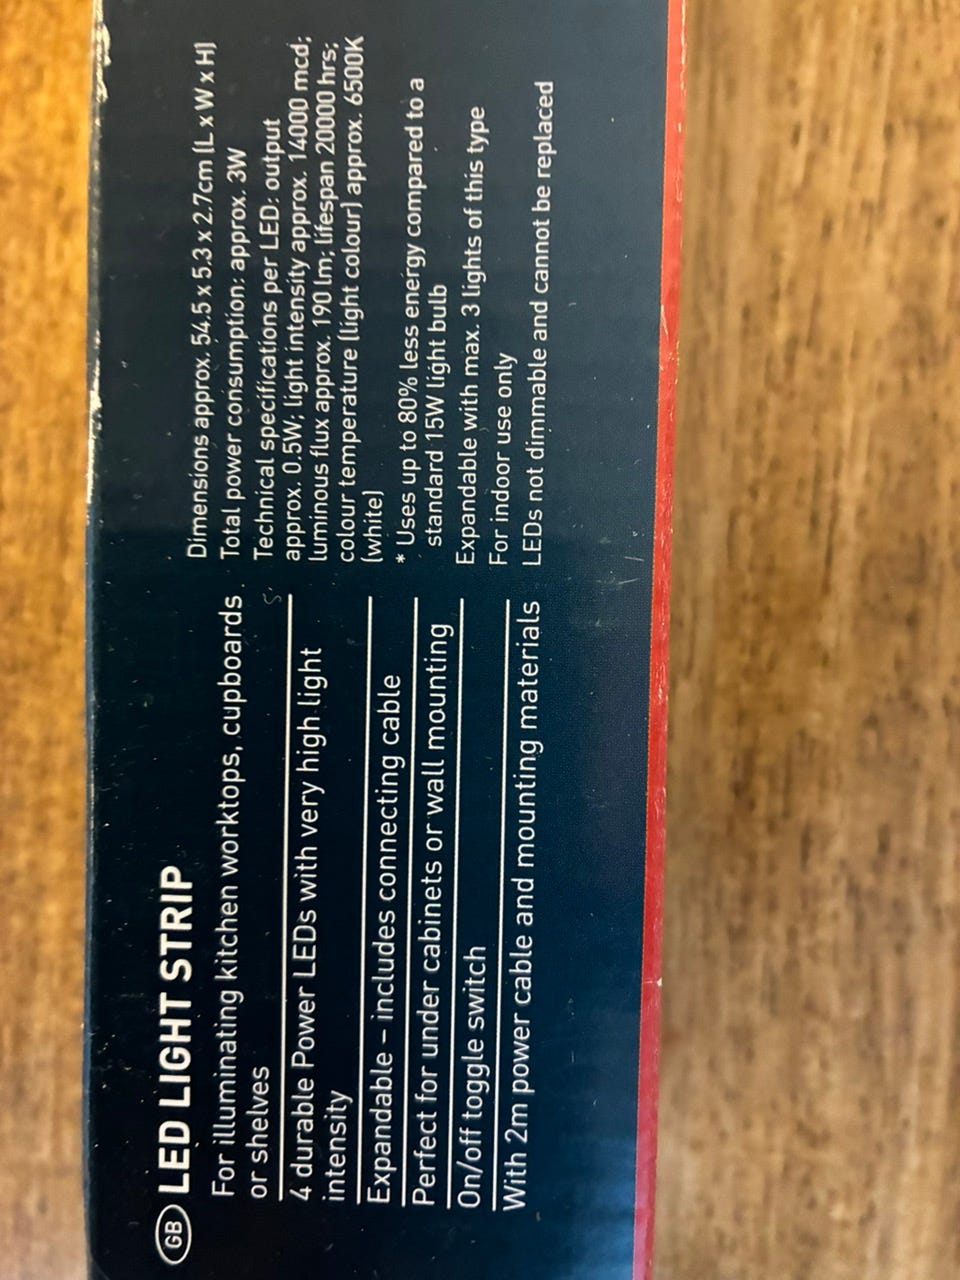 GB LED LIGHT STRIP
For illuminating kitchen worktops, cupboards
or shelves
4 durable Power LEDs with very high light
intensity
Expandable – includes connecting cable
Perfect for under cabinets or wall mounting
On/off toggle switch
With 2m power cable and mounting materials
Dimensions approx. 54.5 x 5.3 x 2.7cm (L x W x H)
Total power consumption: approx. 3W
Technical specifications per LED: output
approx. 0.5W; light intensity approx. 14000 mcd;
luminous flux approx. 190 lm; lifespan 20000 hrs;
colour temperature (light colour) approx. 6500K
(white)
* Uses up to 80% less energy compared to a
standard 15W light bulb
Expandable with max. 3 lights of this type
For indoor use only
LEDs not dimmable and cannot be replaced